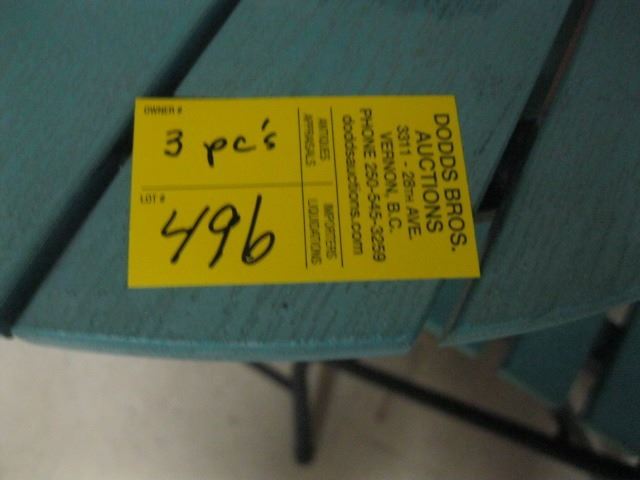 OWNER #
3 pc's
LOT #
496
ANTIQUES
APPRAISALS
IMPORTERS
LIQUIDATIONS
DODDS BROS.
AUCTIONS
3311 - 28TH AVE.
VERNON, B.C.
PHONE 250-545-3259
doddsauctions.com